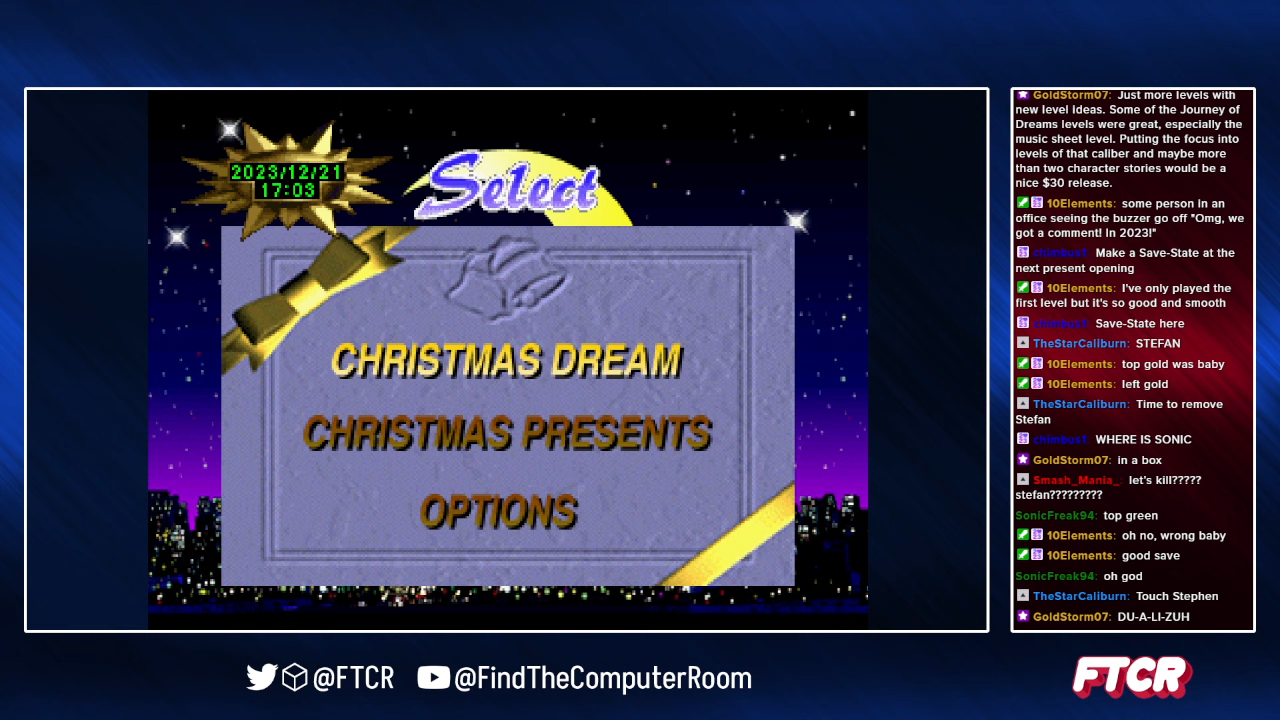 2023/12/21
17:03
Select
CHRISTMAS DREAM
CHRISTMAS PRESENTS
OPTIONS
GoldStorm07: Just more levels with
new level ideas. Some of the Journey of
Dreams levels were great, especially the
music sheet level. Putting the focus into
levels of that caliber and maybe more
than two character stories would be a
nice $30 release.
10Elements: some person in an
office seeing the buzzer go off "Omg, we
got a comment! In 2023!"
Make a Save-State at the
next present opening
10Elements: I've only played the
first level but it's so good and smooth
Save-State here
TheStarCaliburn: STEFAN
10Elements: top gold was baby
10Elements: left gold
TheStarCaliburn: Time to remove
Stefan
WHERE IS SONIC
GoldStorm07: in a box
Smash_Mania_: let's kill?????
stefan?????????
SonicFreak94: top green
10Elements: oh no, wrong baby
10Elements: good save
SonicFreak94: oh god
TheStarCaliburn: Touch Stephen
GoldStorm07: DU-A-LI-ZUH
@FTCR
@FindTheComputerRoom
FTCR